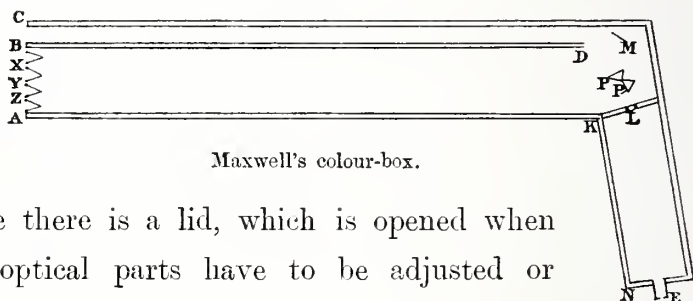 C
B
D
M
X
Y
Z
P
P
A
K
L
Maxwell's colour-box.
e there is a lid, which is opened when
optical parts have to be adjusted or
N
E